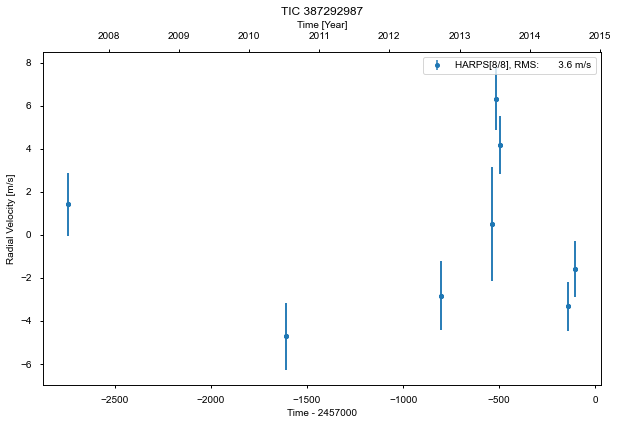 TIC 387292987
Time [Year]
2008 2009 2010 2011 2012 2013 2014 2015
HARPS[8/8], RMS: 3.6 m/s
8
6
4
2
0
−2
−4
−6
Radial Velocity [m/s]
−2500 −2000 −1500 −1000 −500 0
Time - 2457000